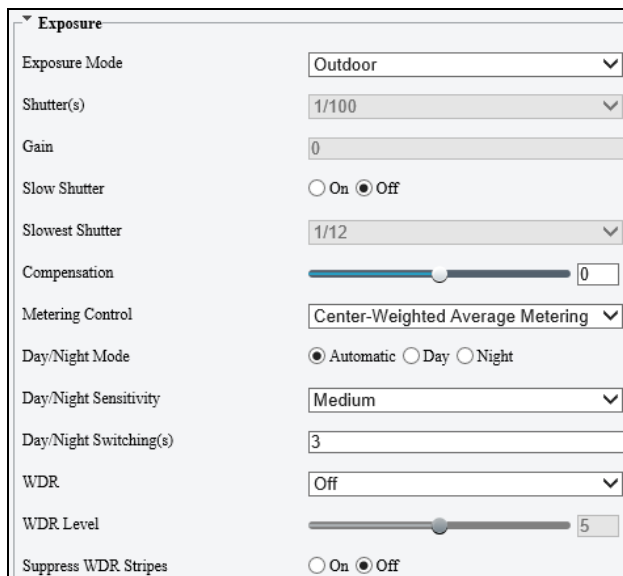 Exposure
Exposure Mode Outdoor
Shutter(s) 1/100
Gain 0
Slow Shutter On Off
Slowest Shutter 1/12
Compensation 0
Metering Control Center-Weighted Average Metering
Day/Night Mode Automatic Day Night
Day/Night Sensitivity Medium
Day/Night Switching(s) 3
WDR Off
WDR Level 5
Suppress WDR Stripes On Off